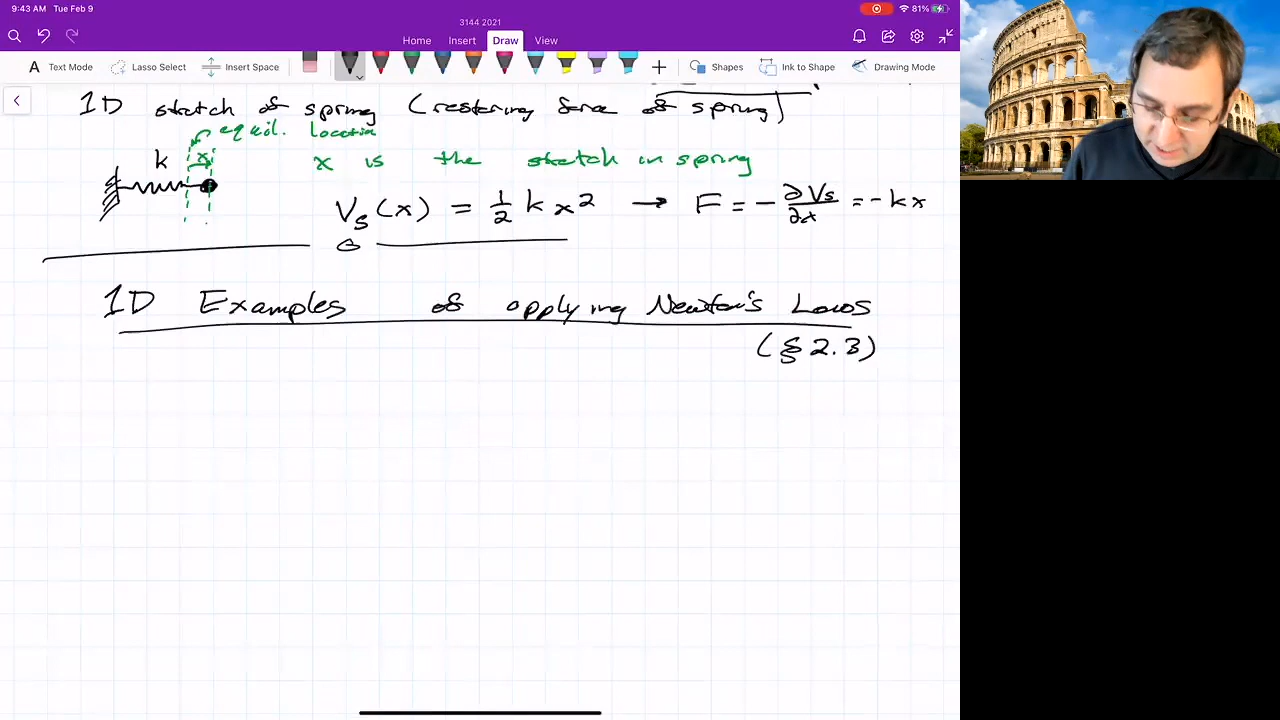 9:43 AM Tue Feb 9
81%
3144 2021
Home Insert Draw View
Text Mode Lasso Select Insert Space Shapes Ink to Shape Drawing Mode
1D stretch of spring (restoring force of spring)
equil. location
k x x is the stretch in spring
Vs(x) = 1/2 k x² → F = - ∂Vs/∂x = -kx
1D Examples of applying Newton's Laws
(§ 2.3)